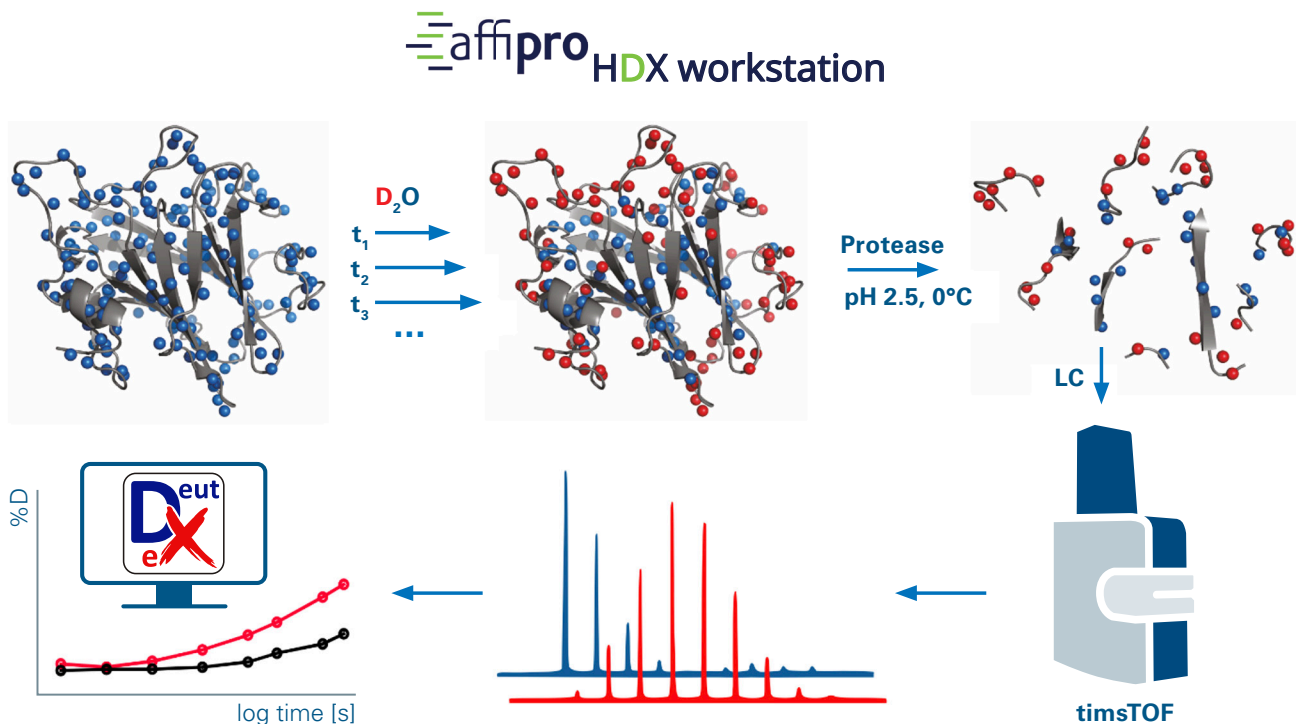 affipro HDX workstation
D₂O
t₁
t₂
t₃
...
Protease
pH 2.5, 0°C
LC
Deut
eX
%D
log time [s]
timsTOF